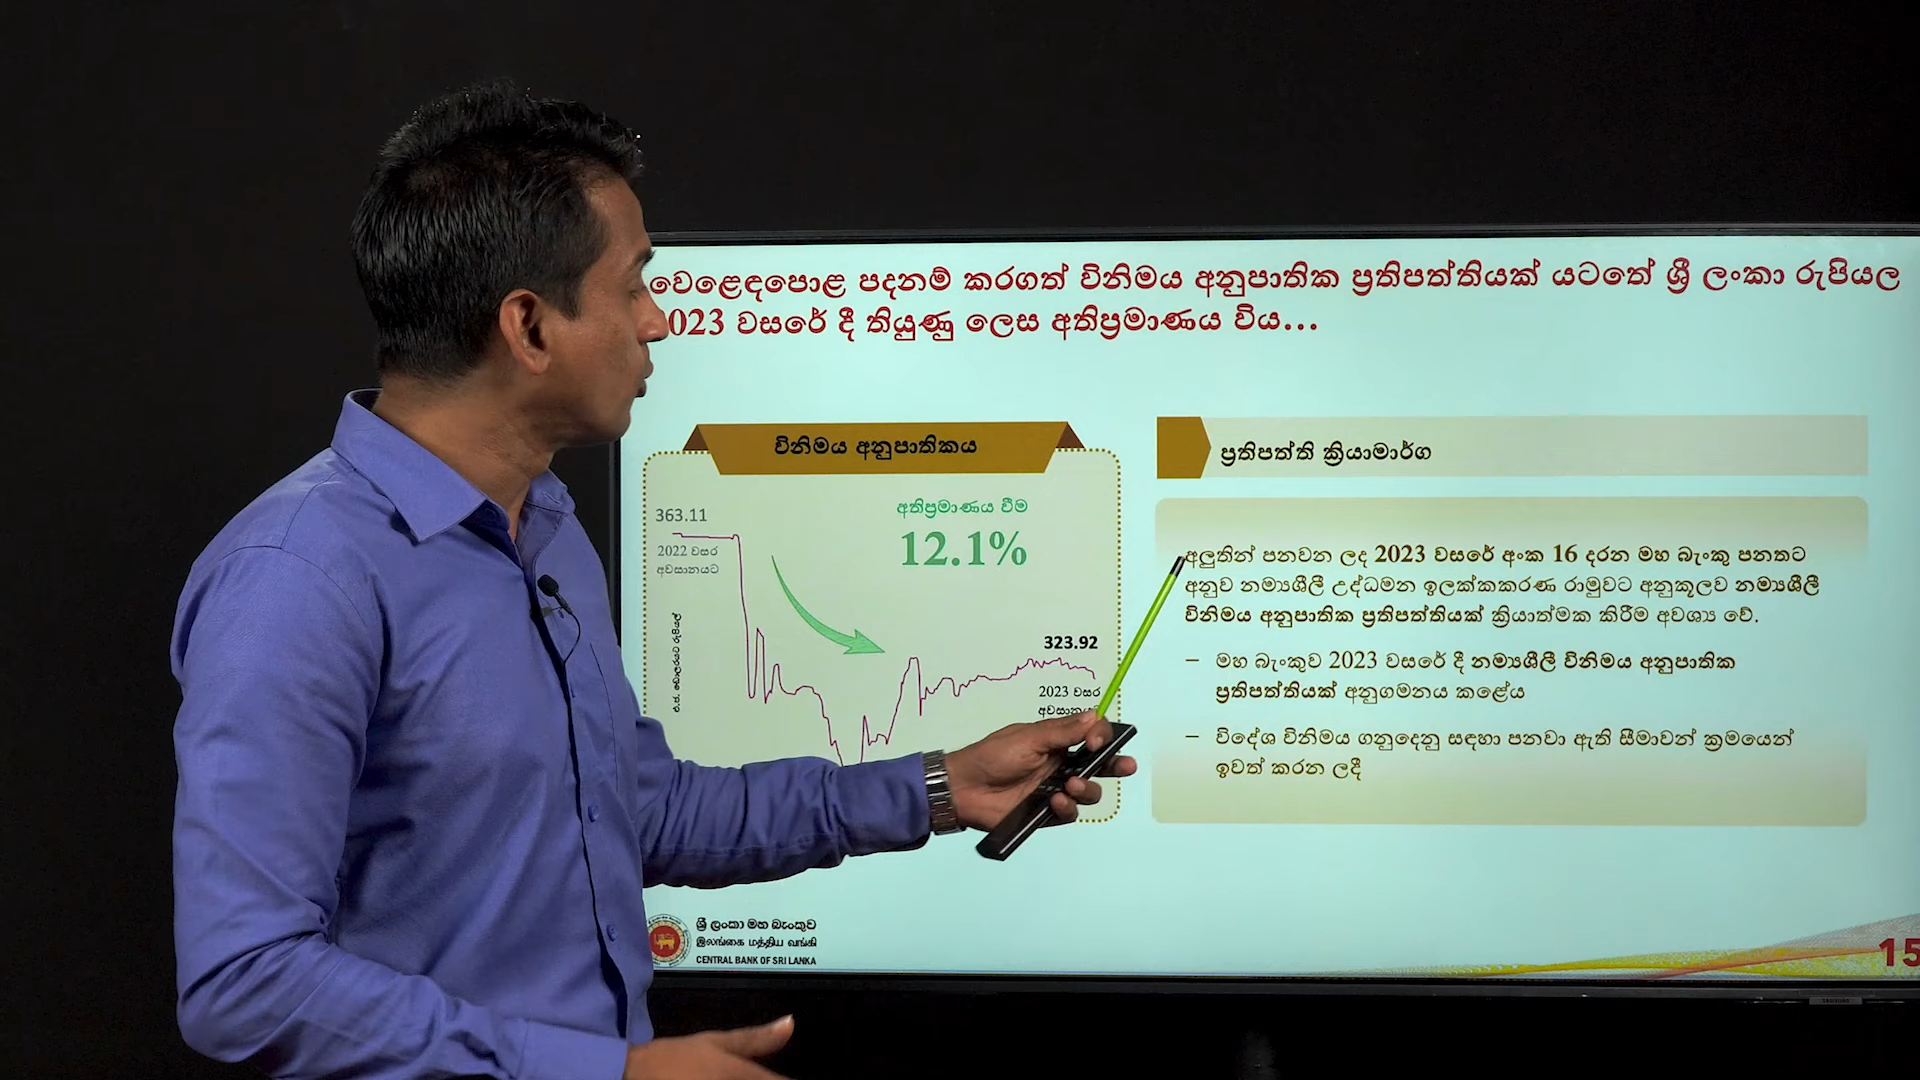 වෙළෙඳපොළ පදනම් කරගත් විනිමය අනුපාතික ප්‍රතිපත්තියක් යටතේ ශ්‍රී ලංකා රුපියල
2023 වසරේ දී තියුණු ලෙස අතිප්‍රමාණය විය...
විනිමය අනුපාතිකය
363.11
2022 වසර
අවසානයට
අතිප්‍රමාණය වීම
12.1%
එ.ජ. ඩොලරයට රුපියල්
323.92
2023 වසර
ප්‍රතිපත්ති ක්‍රියාමාර්ග
අලුතින් පනවන ලද 2023 වසරේ අංක 16 දරන මහ බැංකු පනතට
අනුව නම්‍යශීලී උද්ධමන ඉලක්කකරණ රාමුවට අනුකූලව නම්‍යශීලී
විනිමය අනුපාතික ප්‍රතිපත්තියක් ක්‍රියාත්මක කිරීම අවශ්‍ය වේ.
– මහ බැංකුව 2023 වසරේ දී නම්‍යශීලී විනිමය අනුපාතික
ප්‍රතිපත්තියක් අනුගමනය කළේය
– විදේශ විනිමය ගනුදෙනු සඳහා පනවා ඇති සීමාවන් ක්‍රමයෙන්
ඉවත් කරන ලදී
ශ්‍රී ලංකා මහ බැංකුව
இலங்கை மத்திய வங்கி
CENTRAL BANK OF SRI LANKA
15